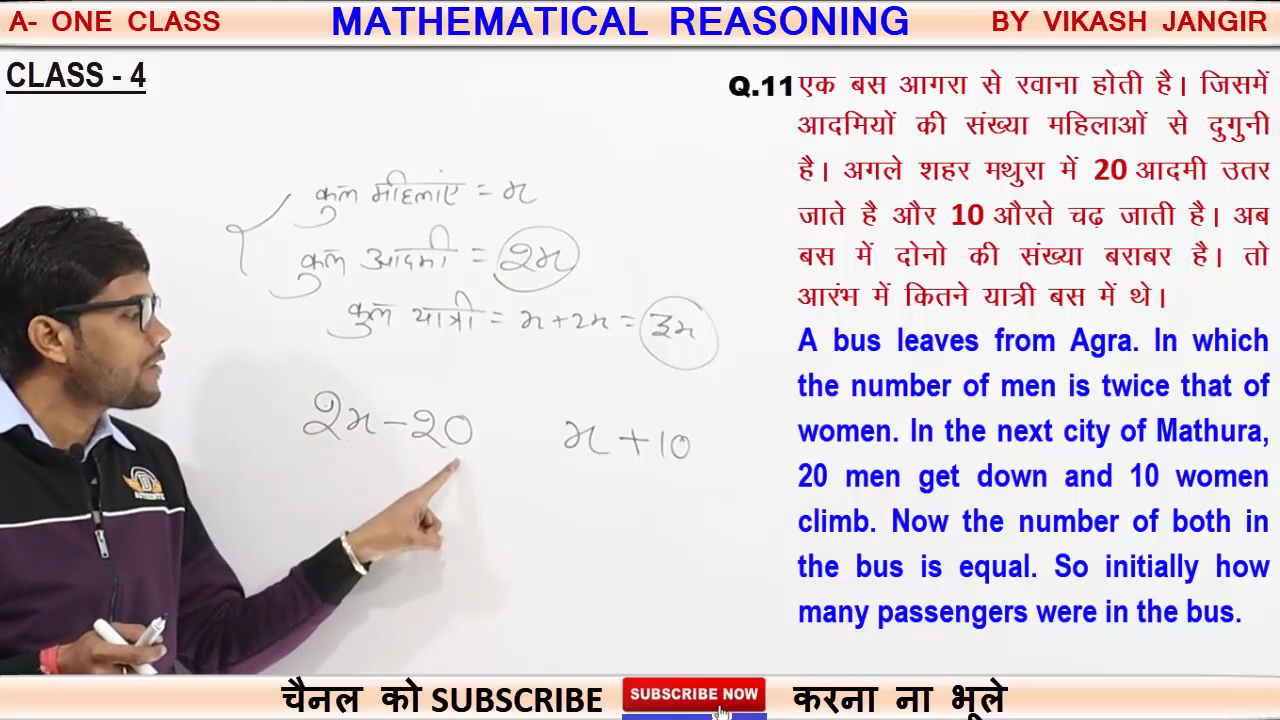 A- ONE CLASS
MATHEMATICAL REASONING
BY VIKASH JANGIR
CLASS - 4
Q.11 एक बस आगरा से रवाना होती है। जिसमें
आदमियों की संख्या महिलाओं से दुगुनी
है। अगले शहर मथुरा में 20 आदमी उतर
जाते है और 10 औरते चढ़ जाती है। अब
बस में दोनो की संख्या बराबर है। तो
आरंभ में कितने यात्री बस में थे।
A bus leaves from Agra. In which
the number of men is twice that of
women. In the next city of Mathura,
20 men get down and 10 women
climb. Now the number of both in
the bus is equal. So initially how
many passengers were in the bus.
कुल महिलाएं = x
कुल आदमी = 2x
कुल यात्री = x + 2x = 3x
2x - 20 x + 10
AUTHENTIC
चैनल को SUBSCRIBE SUBSCRIBE NOW करना ना भूले